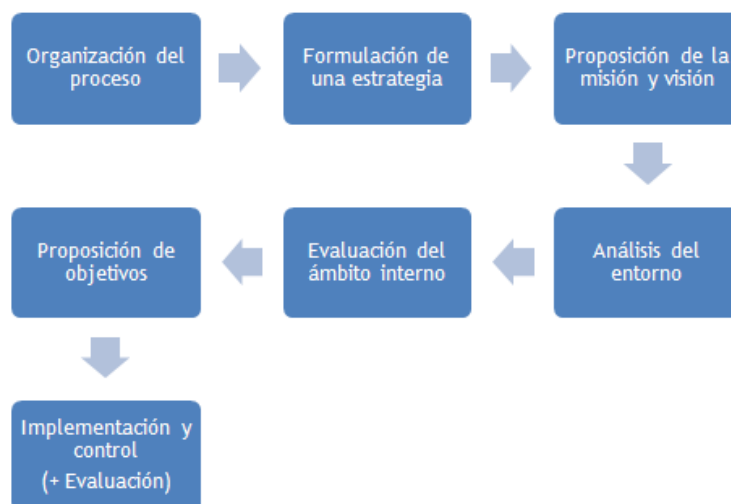 Organización del
proceso
Formulación de
una estrategia
Proposición de la
misión y visión
Análisis del
entorno
Evaluación del
ámbito interno
Proposición de
objetivos
Implementación y
control
(+ Evaluación)